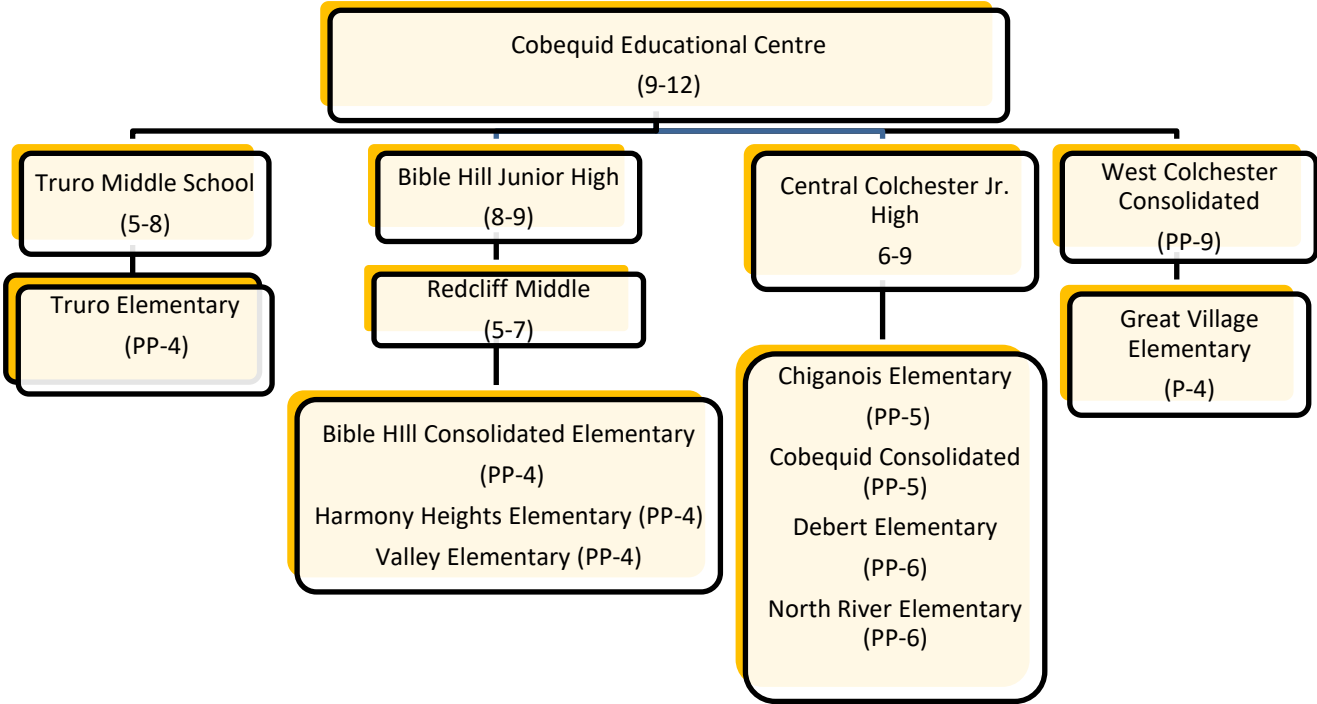 Cobequid Educational Centre
(9-12)
Truro Middle School
(5-8)
Truro Elementary
(PP-4)
Bible Hill Junior High
(8-9)
Redcliff Middle
(5-7)
Bible HIll Consolidated Elementary
(PP-4)
Harmony Heights Elementary (PP-4)
Valley Elementary (PP-4)
Central Colchester Jr.
High
6-9
Chiganois Elementary
(PP-5)
Cobequid Consolidated
(PP-5)
Debert Elementary
(PP-6)
North River Elementary
(PP-6)
West Colchester
Consolidated
(PP-9)
Great Village
Elementary
(P-4)